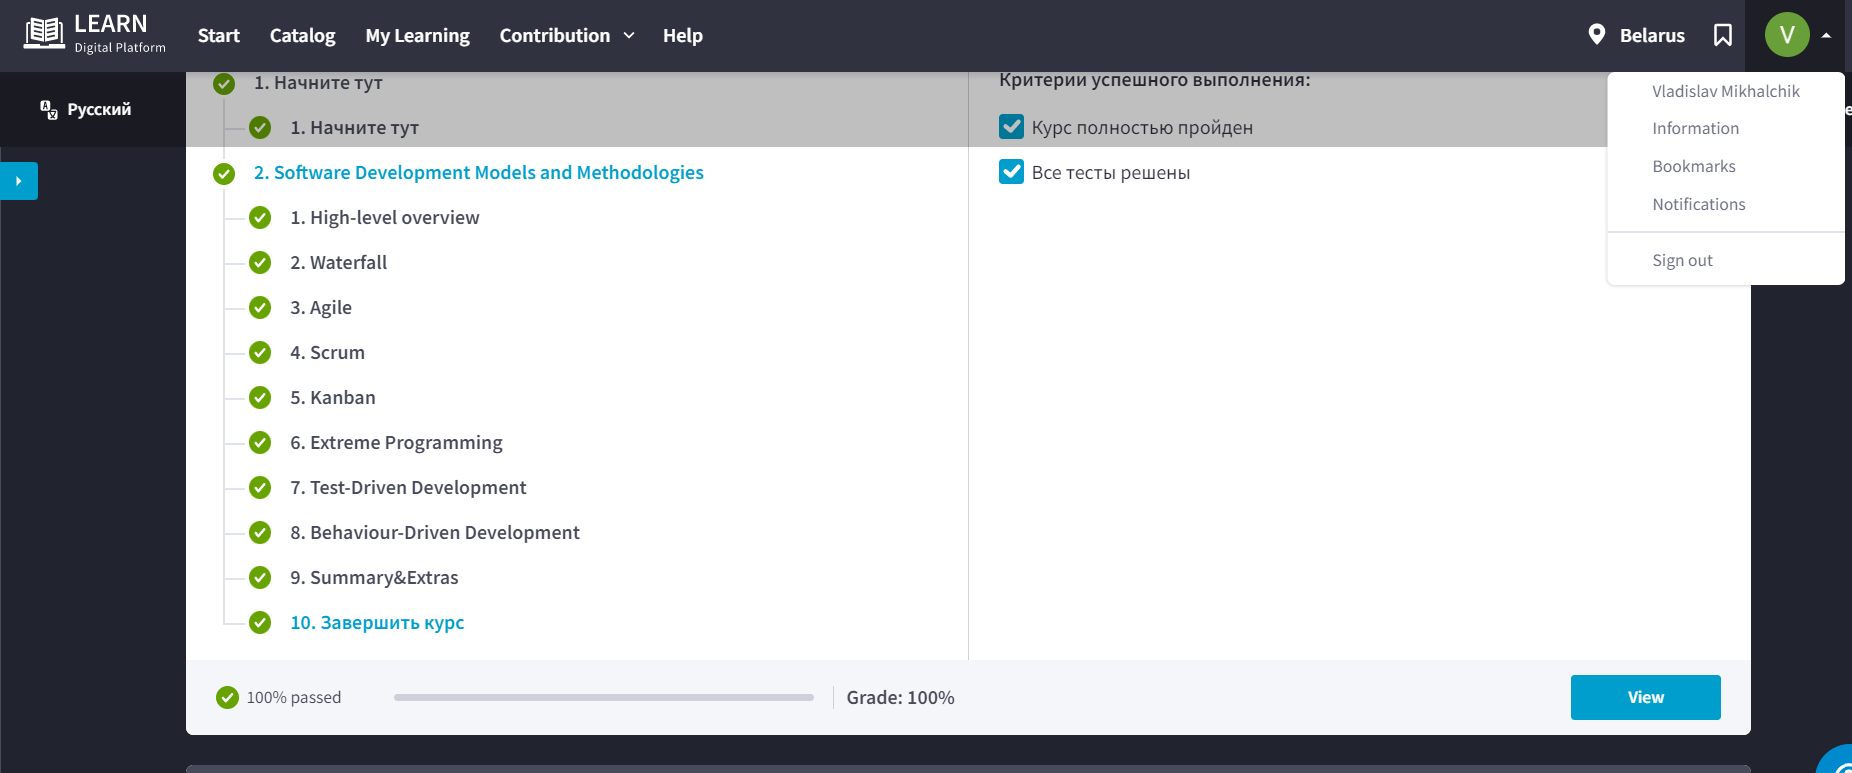 LEARN
Digital Platform
Start
Catalog
My Learning
Contribution
Help
Belarus
V
Русский
Vladislav Mikhalchik
Information
Bookmarks
Notifications
Sign out
1. Начните тут
1. Начните тут
2. Software Development Models and Methodologies
1. High-level overview
2. Waterfall
3. Agile
4. Scrum
5. Kanban
6. Extreme Programming
7. Test-Driven Development
8. Behaviour-Driven Development
9. Summary&Extras
10. Завершить курс
Критерии успешного выполнения:
Курс полностью пройден
Все тесты решены
100% passed
Grade: 100%
View